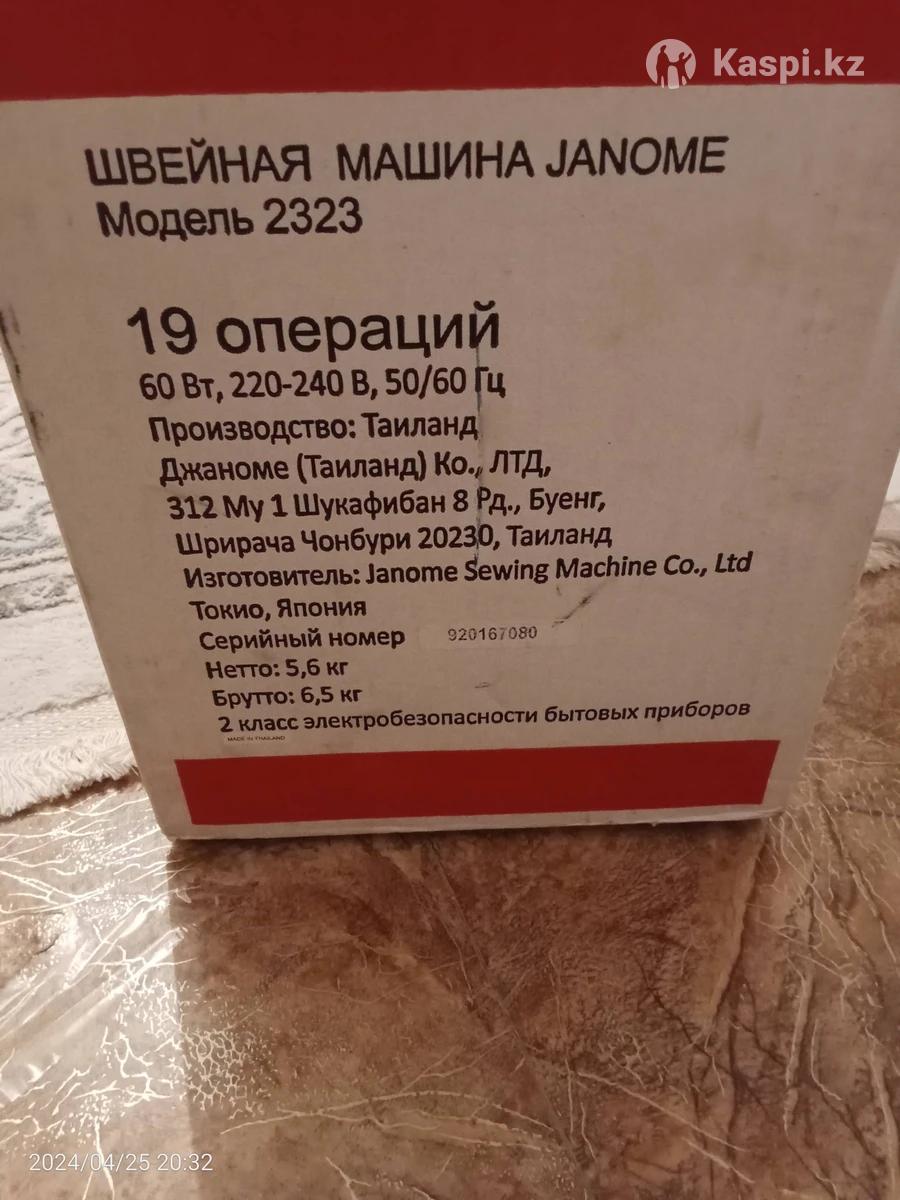 Kaspi.kz
ШВЕЙНАЯ МАШИНА JANOME
Модель 2323
19 операций
60 Вт, 220-240 В, 50/60 Гц
Производство: Таиланд
Джаноме (Таиланд) Ко., ЛТД,
312 Му 1 Шукафибан 8 Рд., Буенг,
Шрирача Чонбури 20230, Таиланд
Изготовитель: Janome Sewing Machine Co., Ltd
Токио, Япония
Серийный номер 920167080
Нетто: 5,6 кг
Брутто: 6,5 кг
2 класс электробезопасности бытовых приборов
MADE IN THAILAND
2024/04/25 20:32